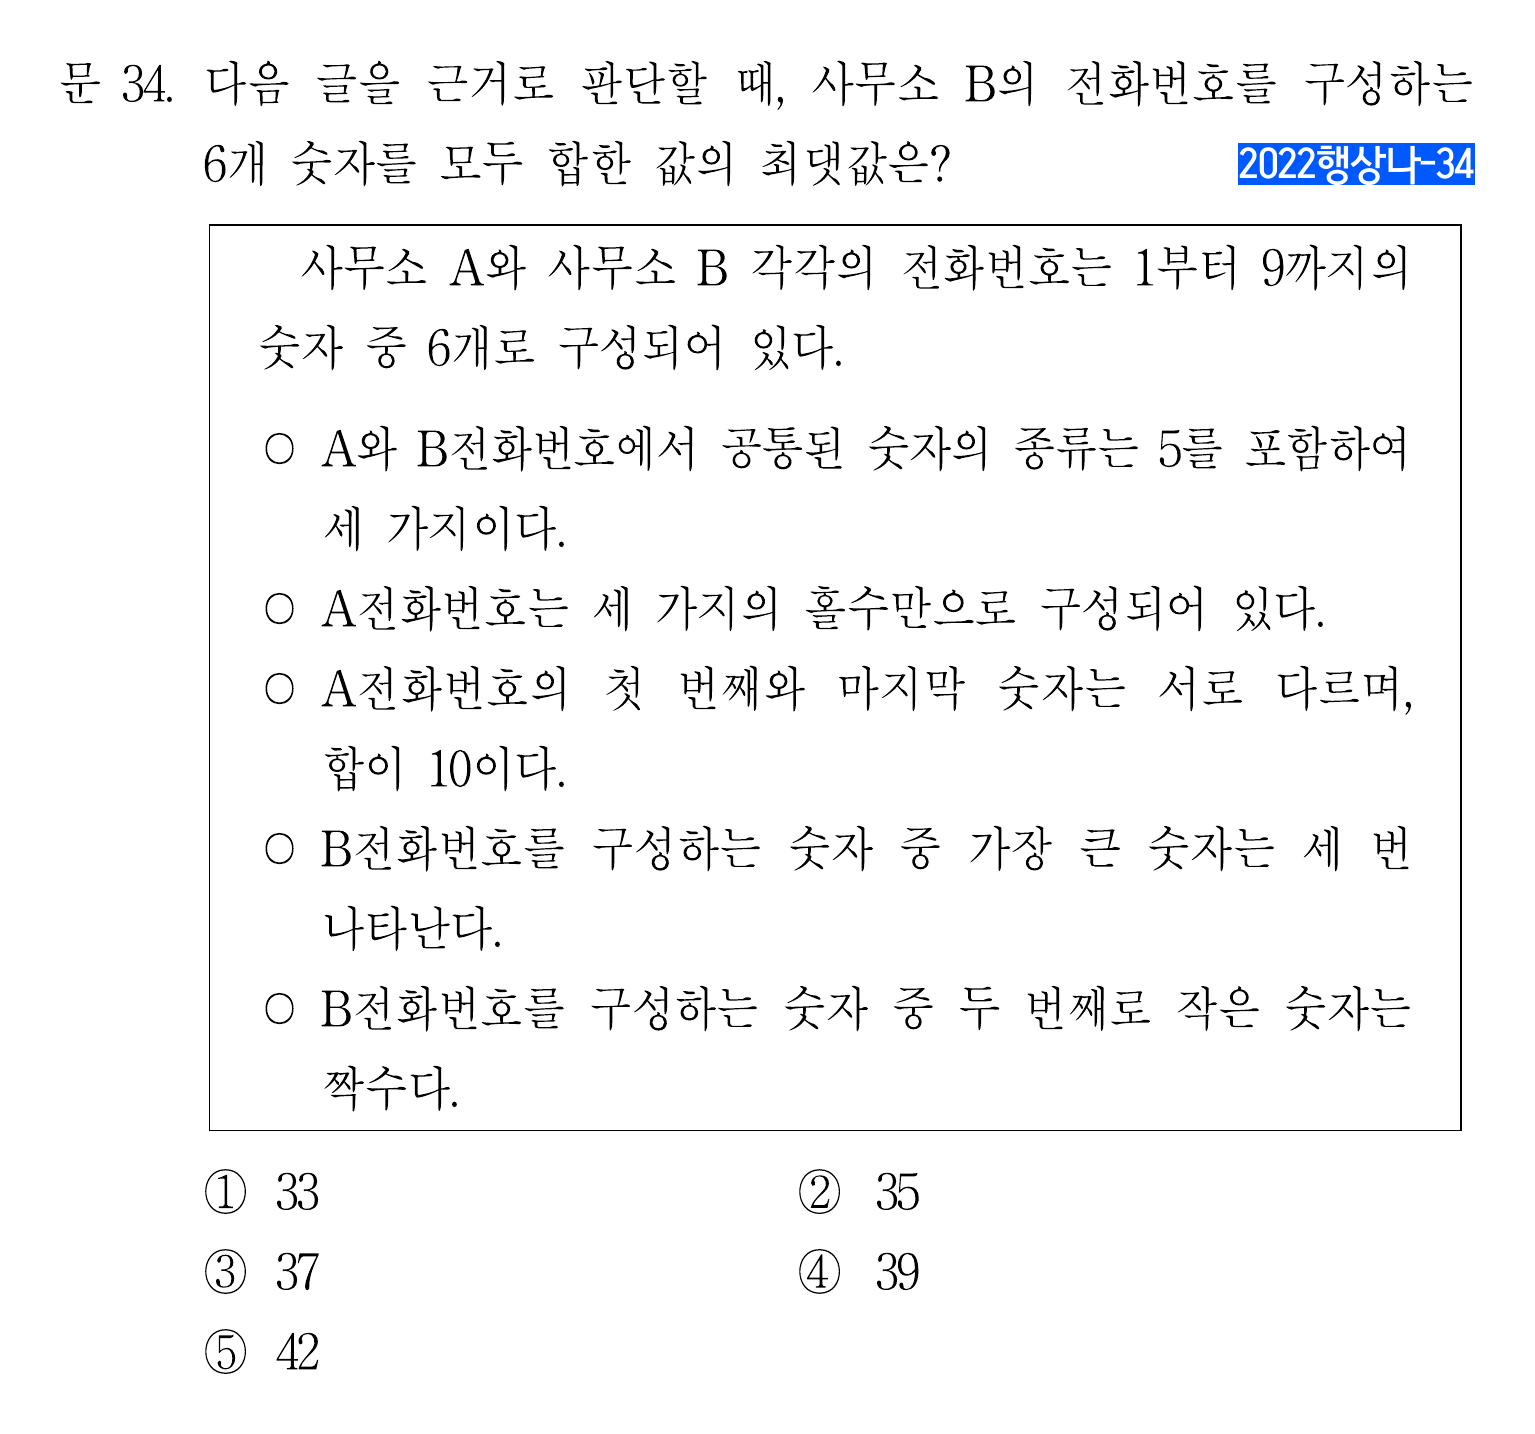 문 34. 다음 글을 근거로 판단할 때, 사무소 B의 전화번호를 구성하는
6개 숫자를 모두 합한 값의 최댓값은?
2022행상나-34
사무소 A와 사무소 B 각각의 전화번호는 1부터 9까지의
숫자 중 6개로 구성되어 있다.
○ A와 B전화번호에서 공통된 숫자의 종류는 5를 포함하여
세 가지이다.
○ A전화번호는 세 가지의 홀수만으로 구성되어 있다.
○ A전화번호의 첫 번째와 마지막 숫자는 서로 다르며,
합이 10이다.
○ B전화번호를 구성하는 숫자 중 가장 큰 숫자는 세 번
나타난다.
○ B전화번호를 구성하는 숫자 중 두 번째로 작은 숫자는
짝수다.
① 33
② 35
③ 37
④ 39
⑤ 42